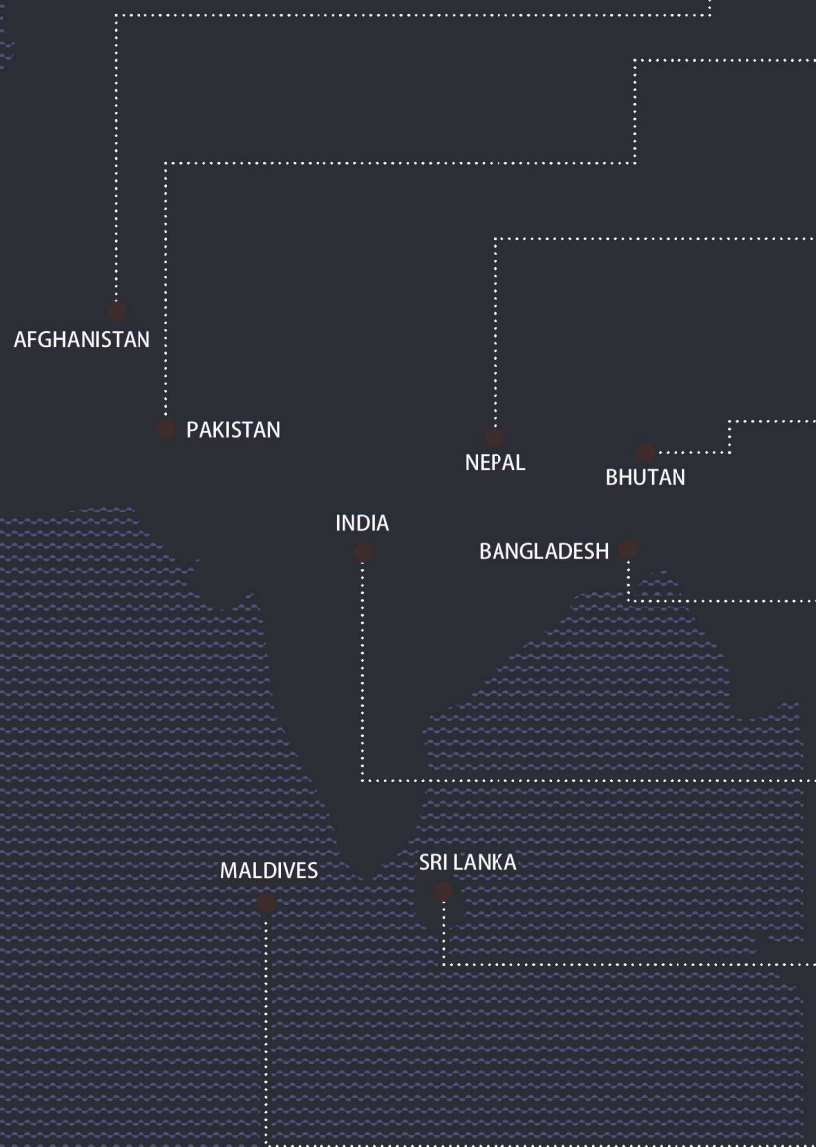 AFGHANISTAN
PAKISTAN
NEPAL
BHUTAN
INDIA
BANGLADESH
SRI LANKA
MALDIVES